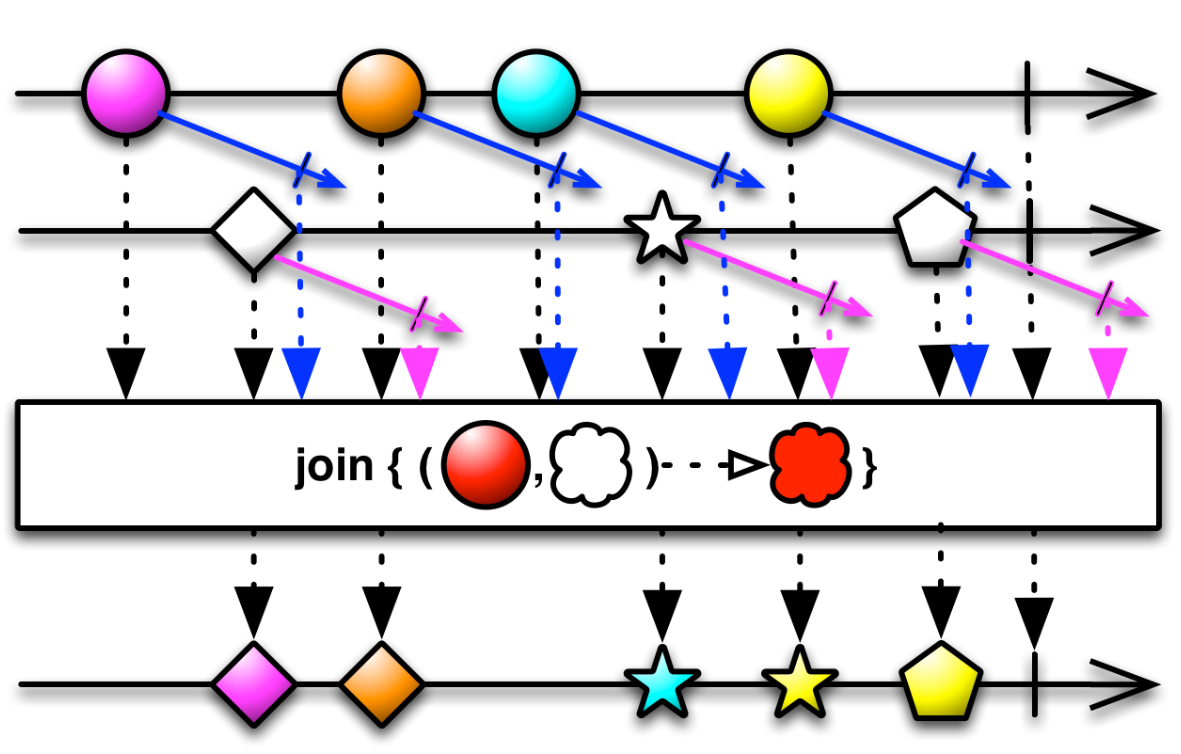 join { ( , ) }